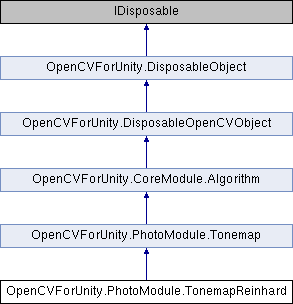 IDisposable
OpenCVForUnity.DisposableObject
OpenCVForUnity.DisposableOpenCVObject
OpenCVForUnity.CoreModule.Algorithm
OpenCVForUnity.PhotoModule.Tonemap
OpenCVForUnity.PhotoModule.TonemapReinhard